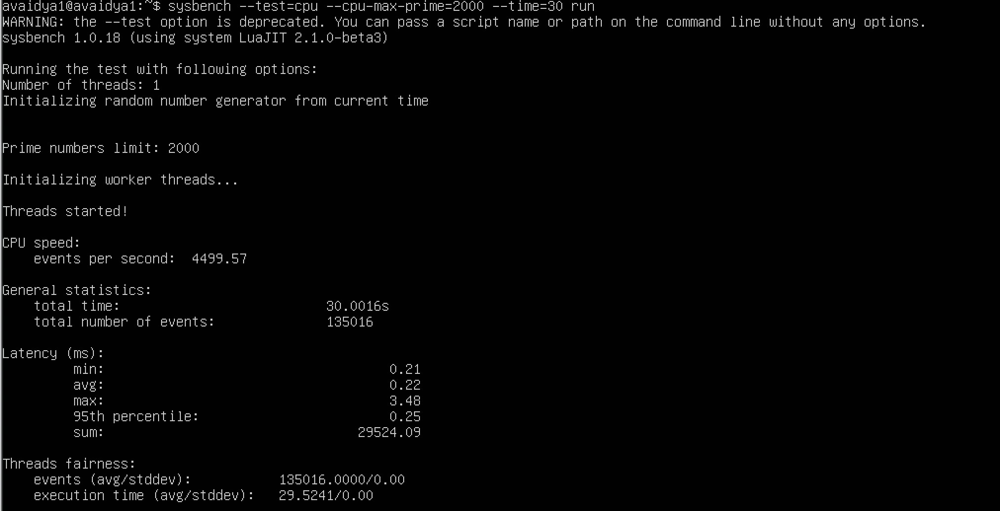 avaidya1@avaidya1:~$ sysbench --test=cpu --cpu-max-prime=2000 --time=30 run
WARNING: the --test option is deprecated. You can pass a script name or path on the command line without any options.
sysbench 1.0.18 (using system LuaJIT 2.1.0-beta3)
Running the test with following options:
Number of threads: 1
Initializing random number generator from current time
Prime numbers limit: 2000
Initializing worker threads...
Threads started!
CPU speed:
events per second: 4499.57
General statistics:
total time: 30.0016s
total number of events: 135016
Latency (ms):
min: 0.21
avg: 0.22
max: 3.48
95th percentile: 0.25
sum: 29524.09
Threads fairness:
events (avg/stddev): 135016.0000/0.00
execution time (avg/stddev): 29.5241/0.00